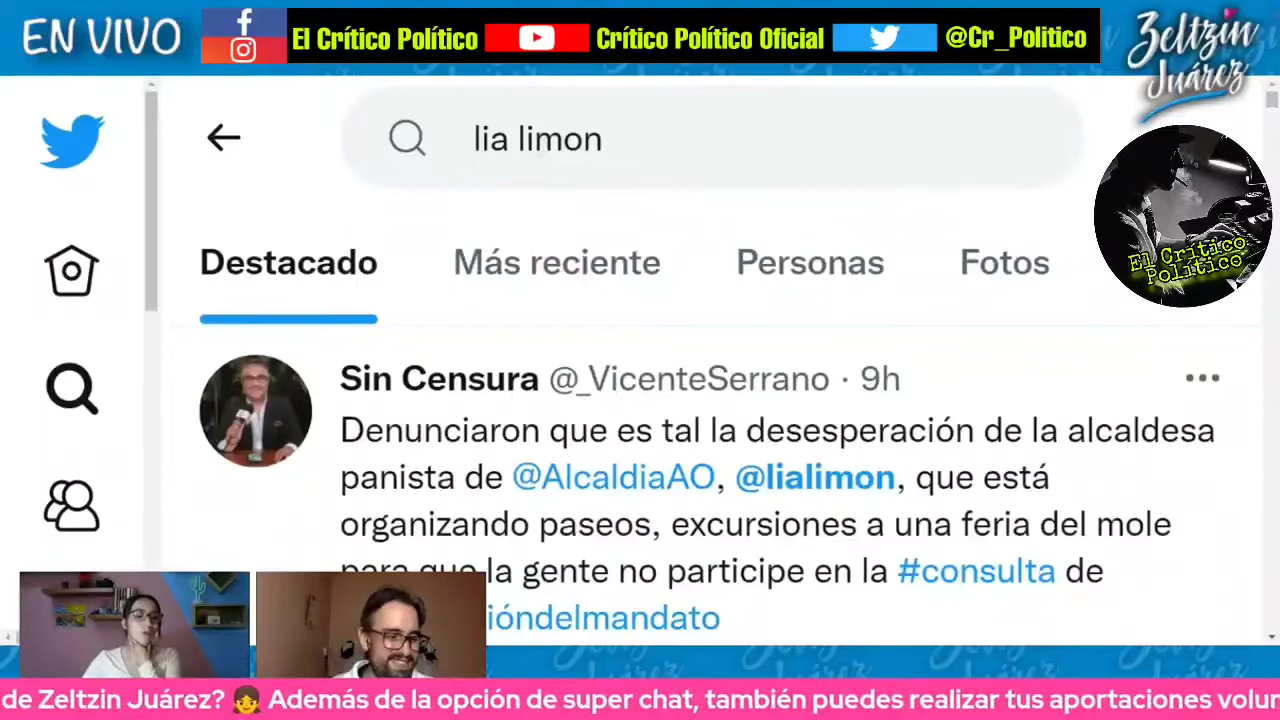 EN VIVO
El Crítico Político
Crítico Político Oficial
@Cr_Politico
Zeltzin
Juárez
lia limon
Destacado
Más reciente
Personas
Fotos
El Crítico
Político
Sin Censura @_VicenteSerrano · 9h
Denunciaron que es tal la desesperación de la alcaldesa
panista de @AlcaldiaAO, @lialimon, que está
organizando paseos, excursiones a una feria del mole
para que la gente no participe en la #consulta de
ióndelmandato
de Zeltzin Juárez? 👧 Además de la opción de super chat, también puedes realizar tus aportaciones volun